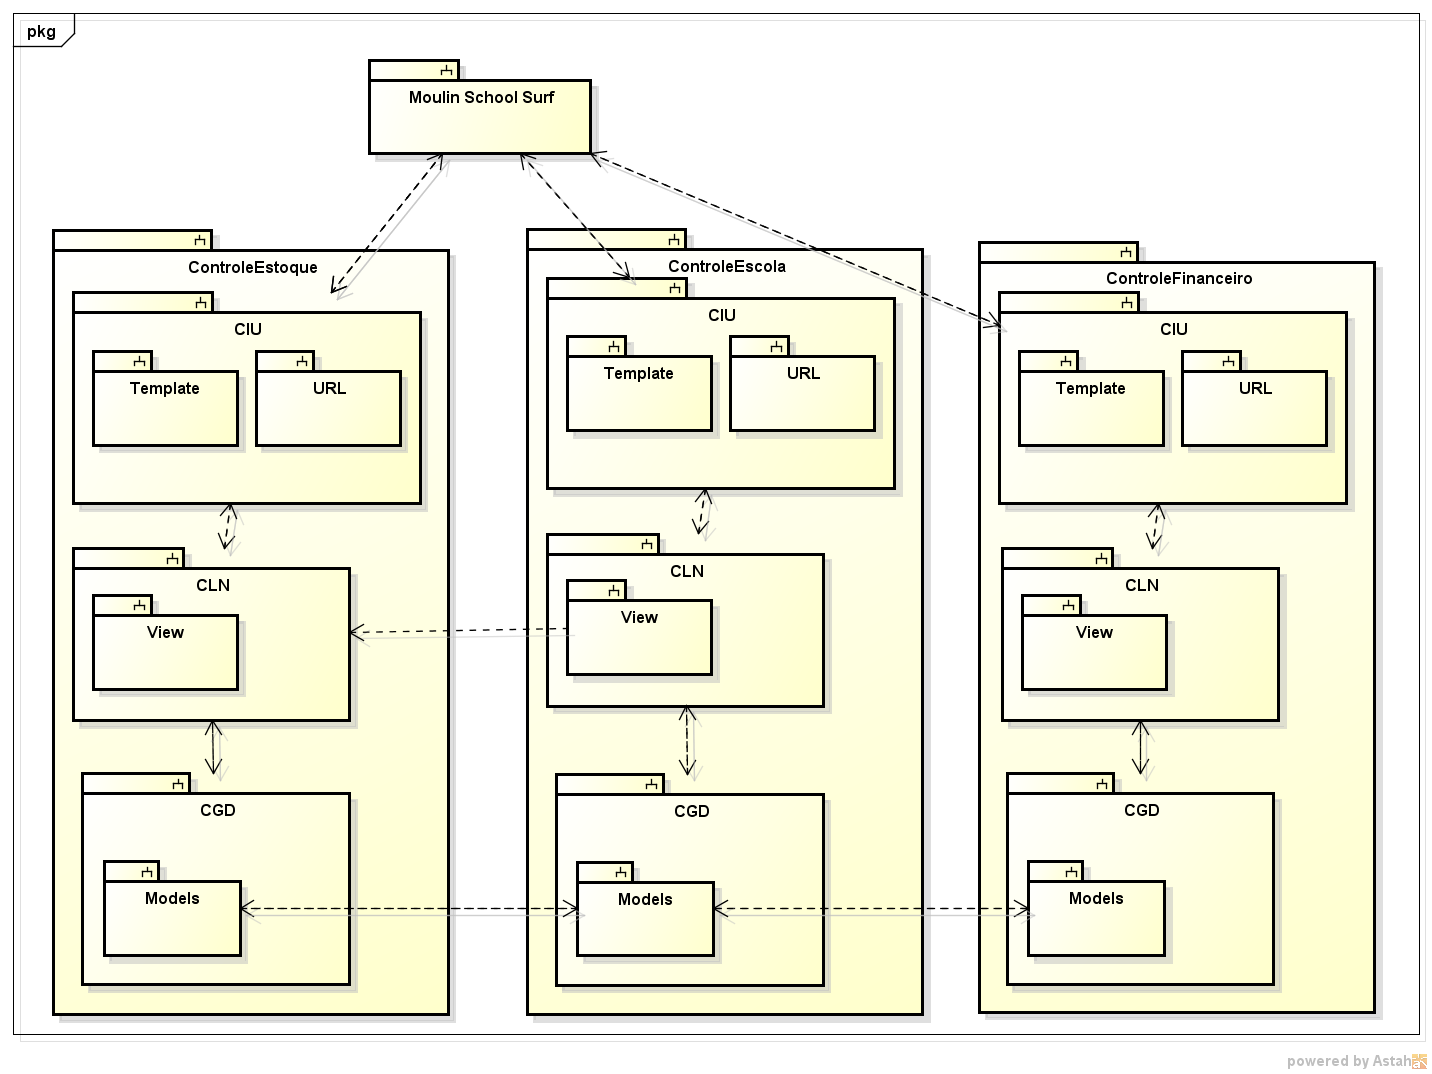 pkg
Moulin School Surf
ControleEstoque
CIU
Template
URL
CLN
View
CGD
Models
ControleEscola
CIU
Template
URL
CLN
View
CGD
Models
ControleFinanceiro
CIU
Template
URL
CLN
View
CGD
Models
powered by Astah